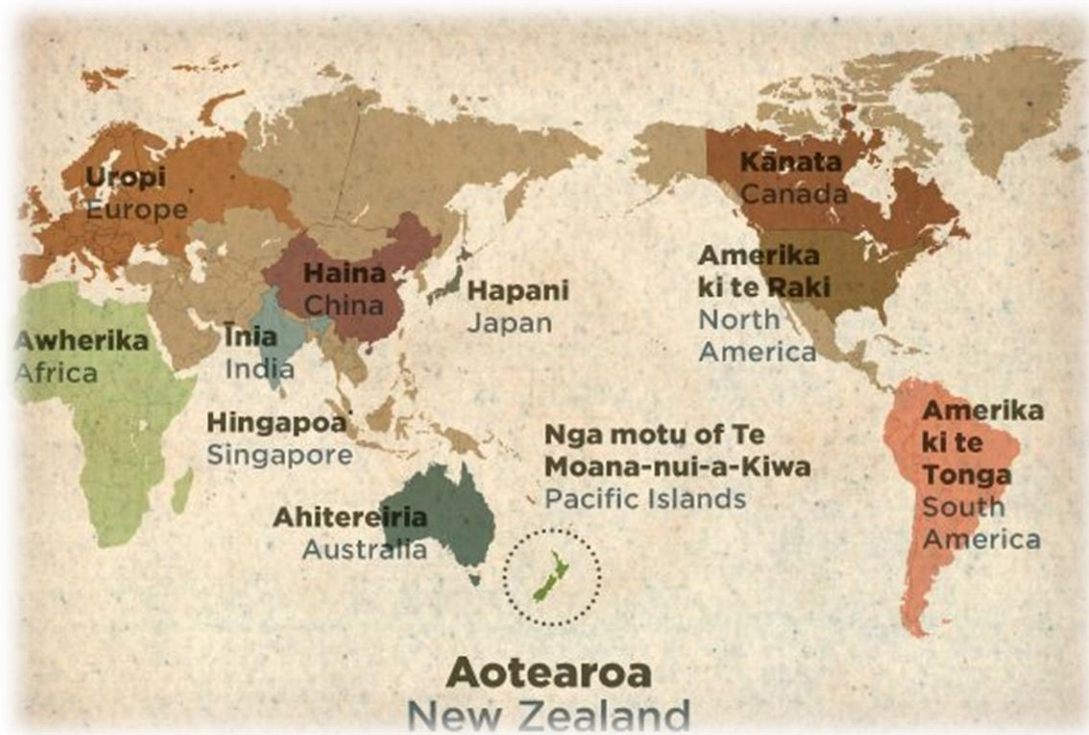 Uropi
Europe
Kānata
Canada
Haina
China
Hapani
Japan
Amerika
ki te Raki
North
America
Awherika
Africa
Īnia
India
Hingapoa
Singapore
Nga motu of Te
Moana-nui-a-Kiwa
Pacific Islands
Amerika
ki te
Tonga
South
America
Ahitereiria
Australia
Aotearoa
New Zealand